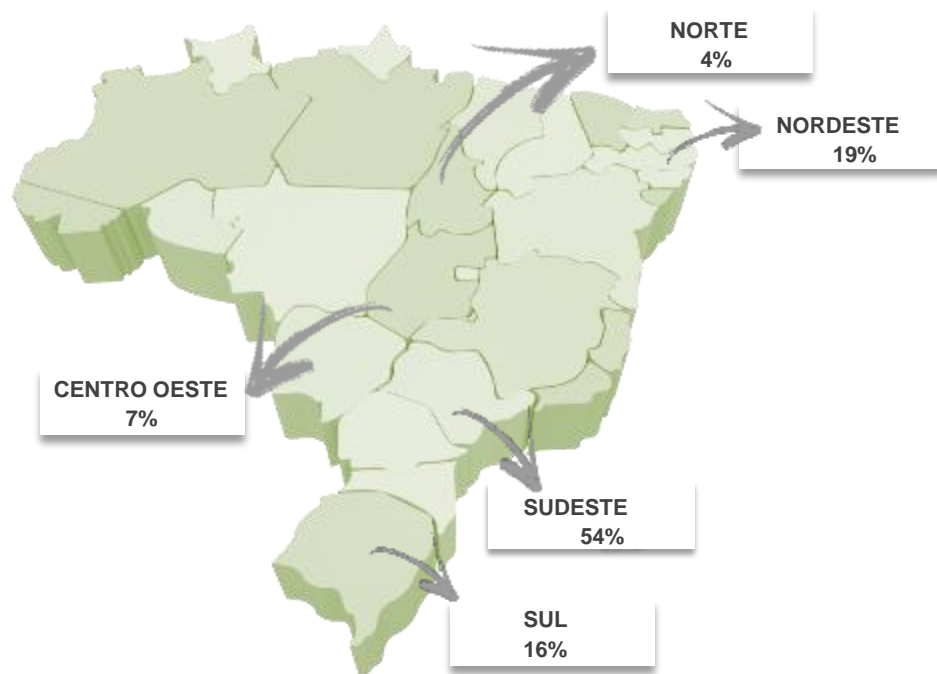 NORTE
4%
NORDESTE
19%
CENTRO OESTE
7%
SUDESTE
54%
SUL
16%